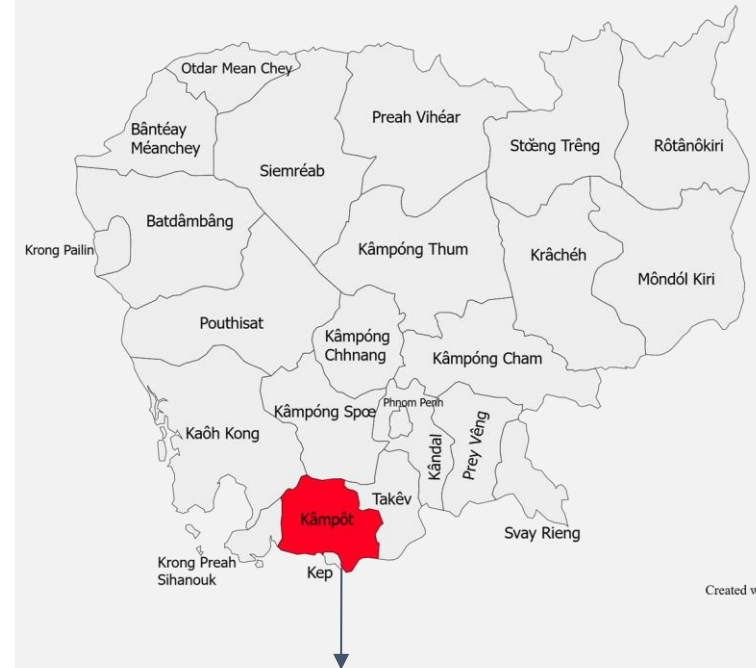 Otdar Mean Chey
Preah Vihéar
Bântéay
Méanchey
Stœ̆ng Trêng
Rôtânôkiri
Siemréab
Batdâmbâng
Krong Pailin
Kâmpóng Thum
Krâchéh
Môndól Kiri
Pouthisat
Kâmpóng
Chhnang
Kâmpóng Cham
Phnom Penh
Kâmpóng Spœ
Kaôh Kong
Kândal
Prey Vêng
Takêv
Kâmpôt
Svay Rieng
Krong Preah
Sihanouk
Kep
Created w